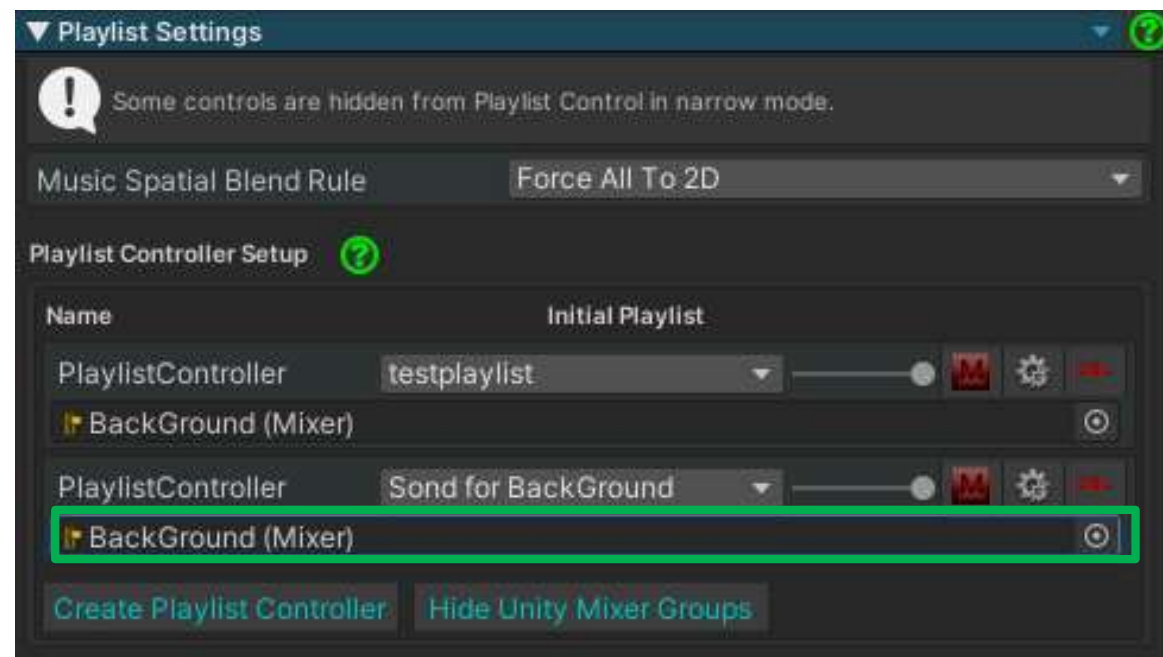 ▼ Playlist Settings
Some controls are hidden from Playlist Control in narrow mode.
Music Spatial Blend Rule Force All To 2D
Playlist Controller Setup ?
Name Initial Playlist
PlaylistController testplaylist M
BackGround (Mixer)
PlaylistController Sond for BackGround M
BackGround (Mixer)
Create Playlist Controller Hide Unity Mixer Groups